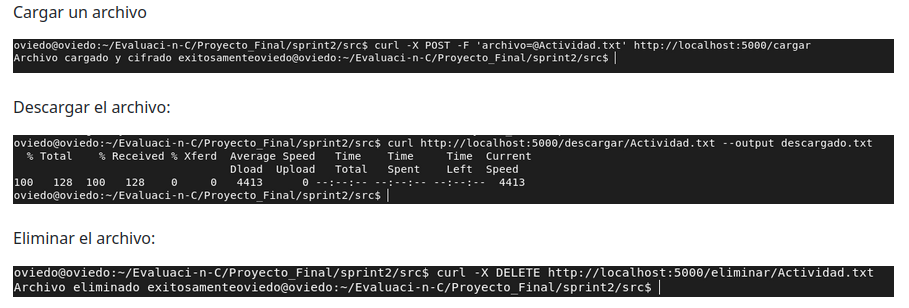 Cargar un archivo
oviedo@oviedo:~/Evaluaci-n-C/Proyecto_Final/sprint2/src$ curl -X POST -F 'archivo=@Actividad.txt' http://localhost:5000/cargar
Archivo cargado y cifrado exitosamenteoviedo@oviedo:~/Evaluaci-n-C/Proyecto_Final/sprint2/src$
Descargar el archivo:
oviedo@oviedo:~/Evaluaci-n-C/Proyecto_Final/sprint2/src$ curl http://localhost:5000/descargar/Actividad.txt --output descargado.txt
  % Total    % Received % Xferd  Average Speed   Time    Time     Time  Current
                                 Dload  Upload   Total   Spent    Left  Speed
100   128  100   128    0     0   4413      0 --:--:-- --:--:-- --:--:--  4413
oviedo@oviedo:~/Evaluaci-n-C/Proyecto_Final/sprint2/src$
Eliminar el archivo:
oviedo@oviedo:~/Evaluaci-n-C/Proyecto_Final/sprint2/src$ curl -X DELETE http://localhost:5000/eliminar/Actividad.txt
Archivo eliminado exitosamenteoviedo@oviedo:~/Evaluaci-n-C/Proyecto_Final/sprint2/src$